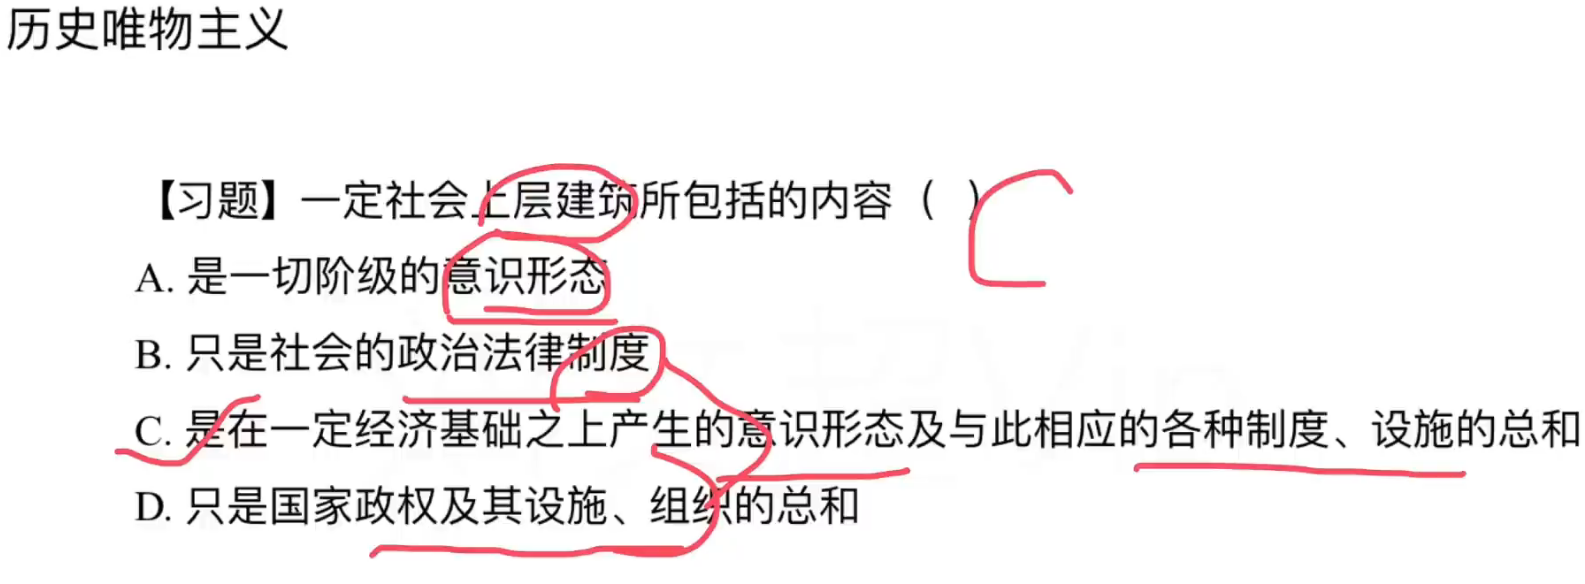 历史唯物主义
【习题】一定社会上层建筑所包括的内容（ ）
C
A. 是一切阶级的意识形态
B. 只是社会的政治法律制度
C. 是在一定经济基础之上产生的意识形态及与此相应的各种制度、设施的总和
D. 只是国家政权及其设施、组织的总和